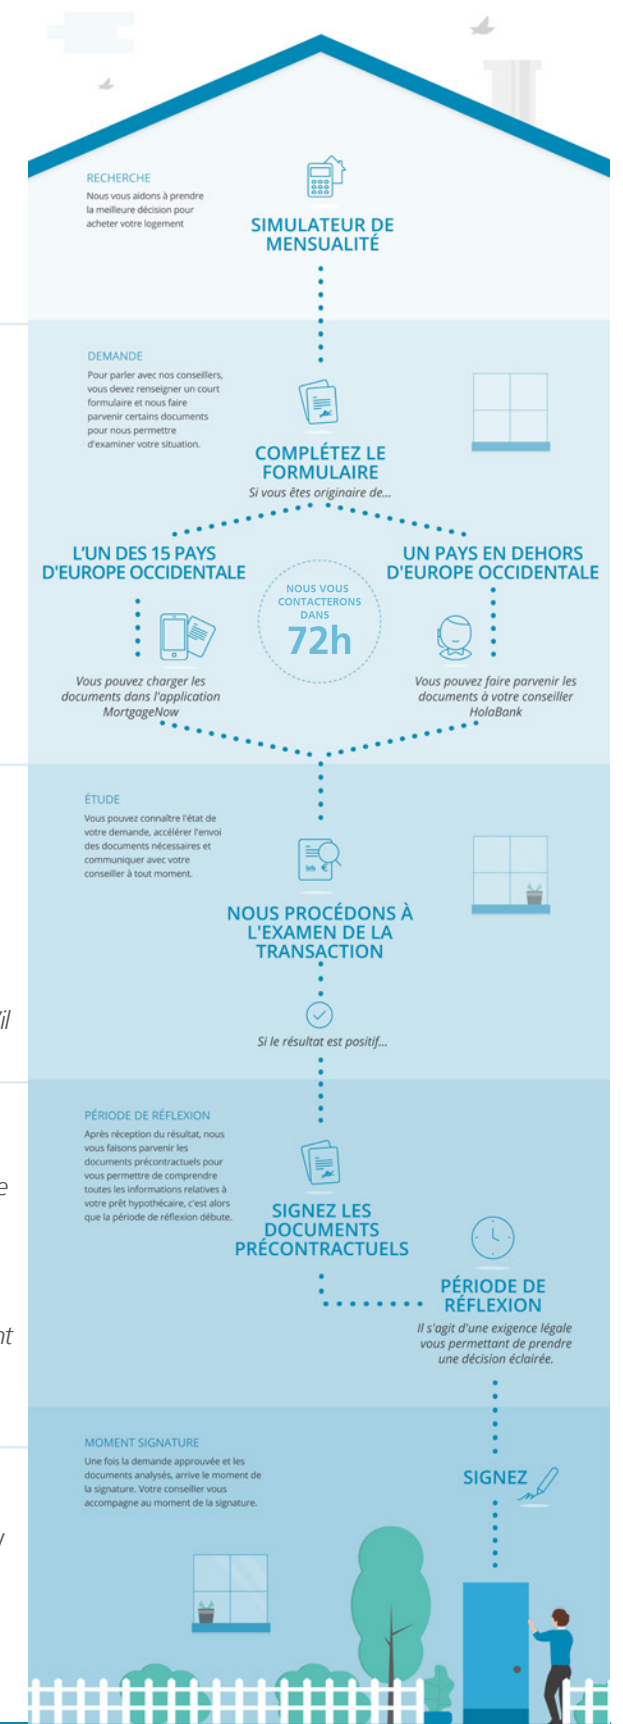 RECHERCHE
Nous vous aidons à prendre
la meilleure décision pour
acheter votre logement
SIMULATEUR DE
MENSUALITÉ
DEMANDE
Pour parler avec nos conseillers,
vous devez renseigner un court
formulaire et nous faire
parvenir certains documents
pour nous permettre
d'examiner votre situation.
COMPLÉTEZ LE
FORMULAIRE
Si vous êtes originaire de...
L'UN DES 15 PAYS
D'EUROPE OCCIDENTALE
NOUS VOUS
CONTACTERONS
DANS
72h
UN PAYS EN DEHORS
D'EUROPE OCCIDENTALE
Vous pouvez charger les
documents dans l'application
MortgageNow
Vous pouvez faire parvenir les
documents à votre conseiller
HolaBank
ÉTUDE
Vous pouvez connaître l'état de
votre demande, accélérer l'envoi
des documents nécessaires et
communiquer avec votre
conseiller à tout moment.
NOUS PROCÉDONS À
L'EXAMEN DE LA
TRANSACTION
il
Si le résultat est positif...
PÉRIODE DE RÉFLEXION
Après réception du résultat, nous
vous faisons parvenir les
documents précontractuels pour
vous permettre de comprendre
toutes les informations relatives à
votre prêt hypothécaire, c'est alors
que la période de réflexion débute.
e
SIGNEZ LES
DOCUMENTS
PRÉCONTRACTUELS
PÉRIODE DE
RÉFLEXION
Il s'agit d'une exigence légale
vous permettant de prendre
une décision éclairée.
nt
MOMENT SIGNATURE
Une fois la demande approuvée et les
documents analysés, arrive le moment de
la signature. Votre conseiller vous
accompagne au moment de la signature.
SIGNEZ